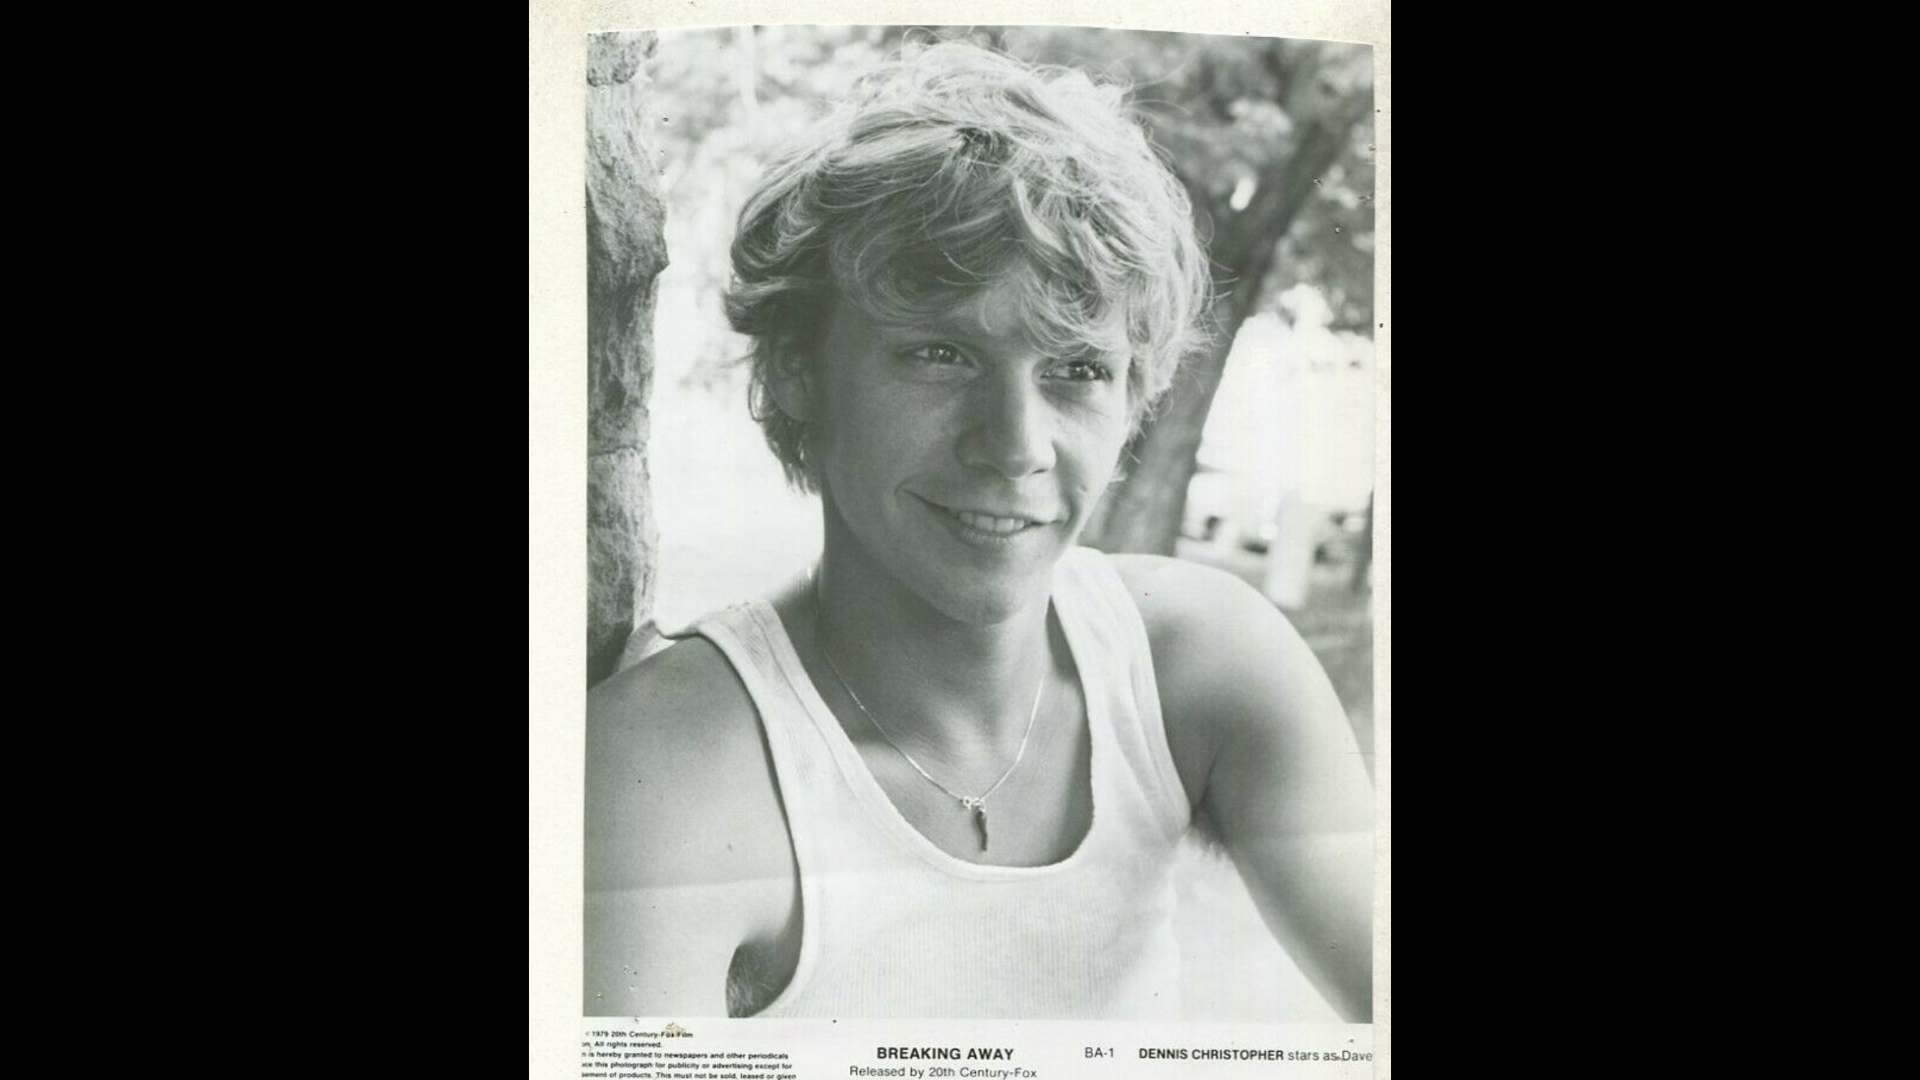 1979 20th Century-Fox Film
All rights reserved.
is hereby granted to newspapers and other periodicals
this photograph for publicity or advertising except for
of products. This must not be sold, leased or given
BREAKING AWAY
Released by 20th Century-Fox
BA-1
DENNIS CHRISTOPHER stars as Dave